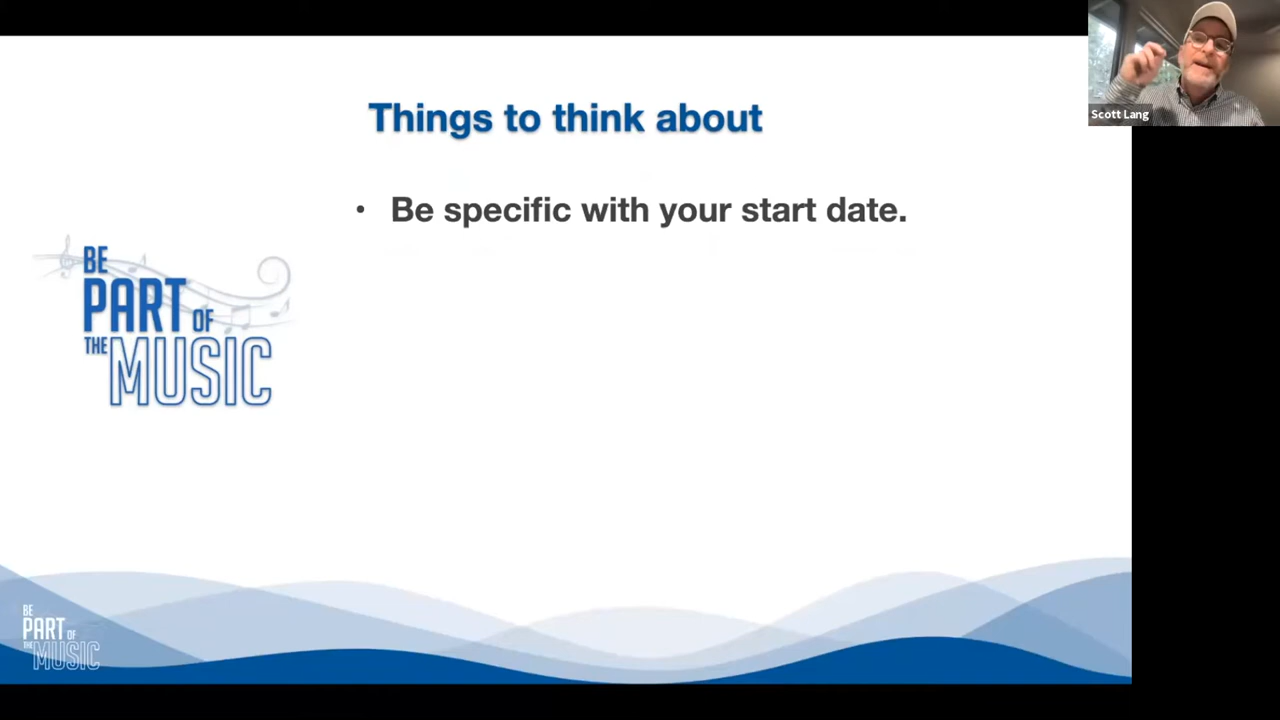 Things to think about
• Be specific with your start date.
BE
PART OF
THE MUSIC
BE
PART OF
THE MUSIC
Scott Lang